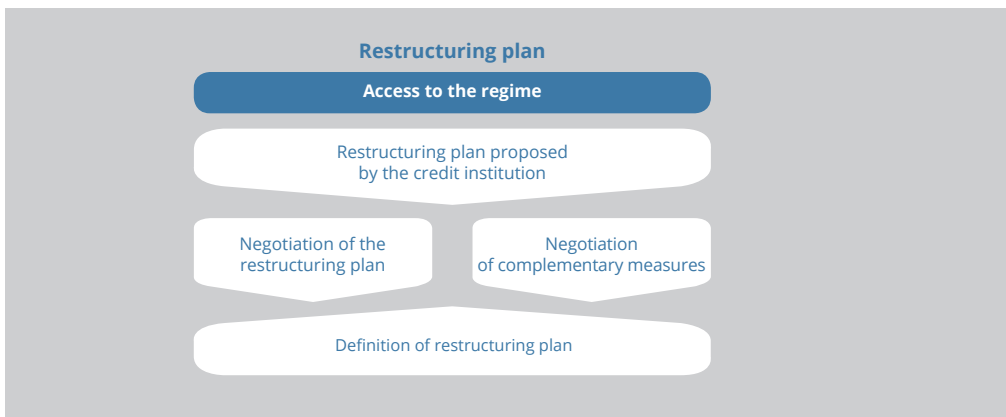 Restructuring plan
Access to the regime
Restructuring plan proposed
by the credit institution
Negotiation of the
restructuring plan
Negotiation
of complementary measures
Definition of restructuring plan